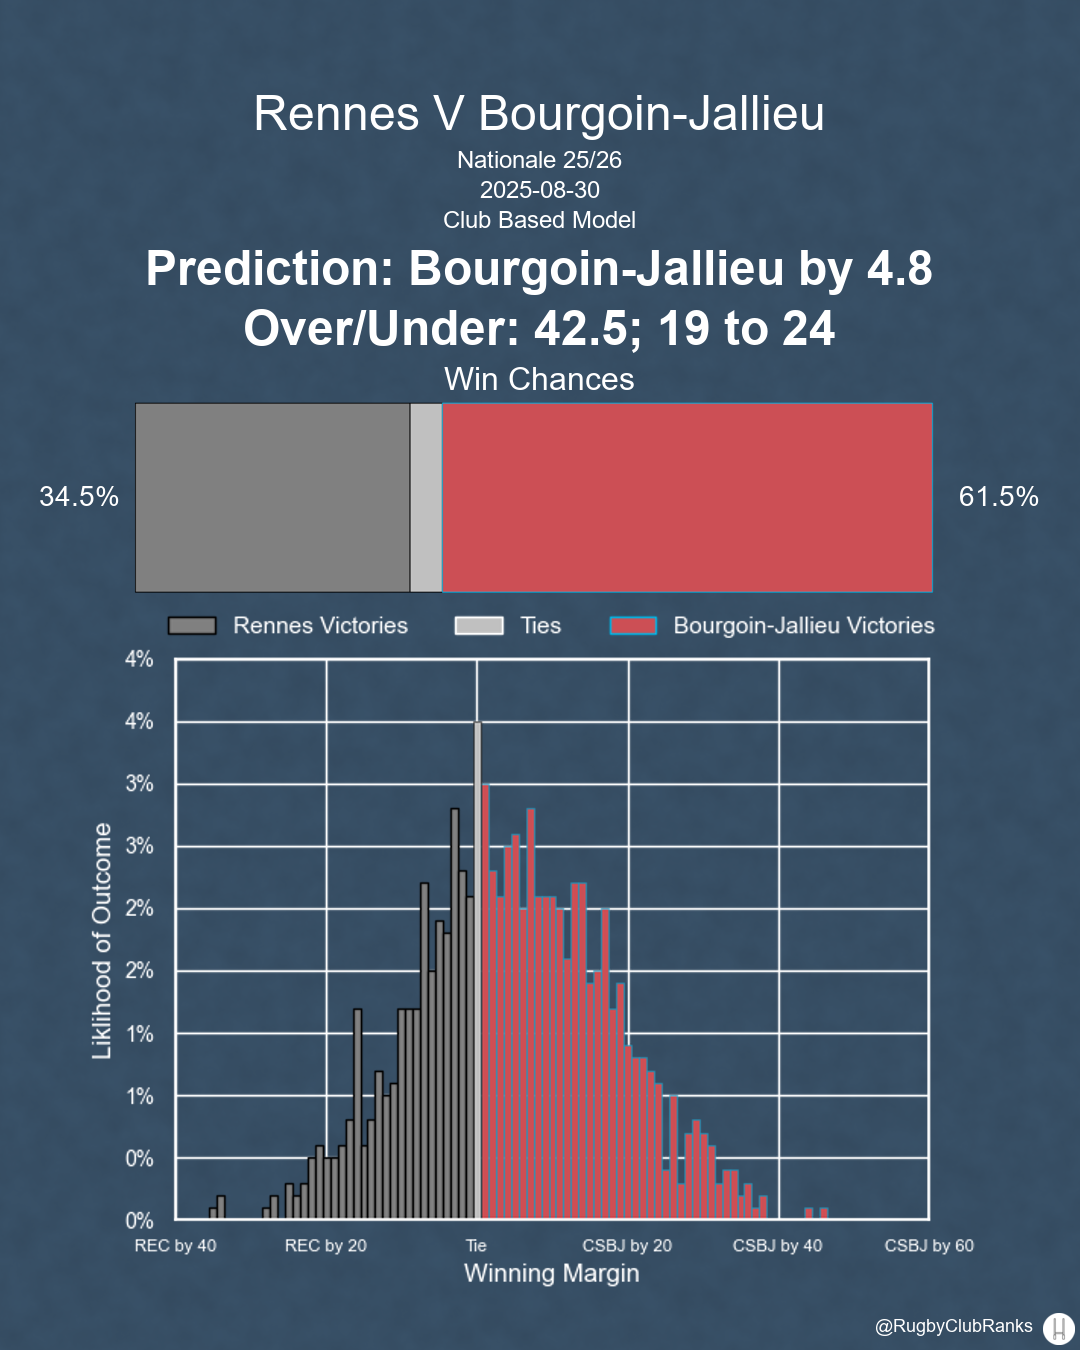 Rennes V Bourgoin-Jallieu
Nationale 25/26
2025-08-30
Club Based Model
Prediction: Bourgoin-Jallieu by 4.8
Over/Under: 42.5; 19 to 24
Win Chances
34.5%
61.5%
Rennes Victories
Ties
Bourgoin-Jallieu Victories
4%
4%
3%
3%
2%
2%
1%
1%
0%
0%
Liklihood of Outcome
REC by 40
REC by 20
Tie
CSBJ by 20
CSBJ by 40
CSBJ by 60
Winning Margin
@RugbyClubRanks